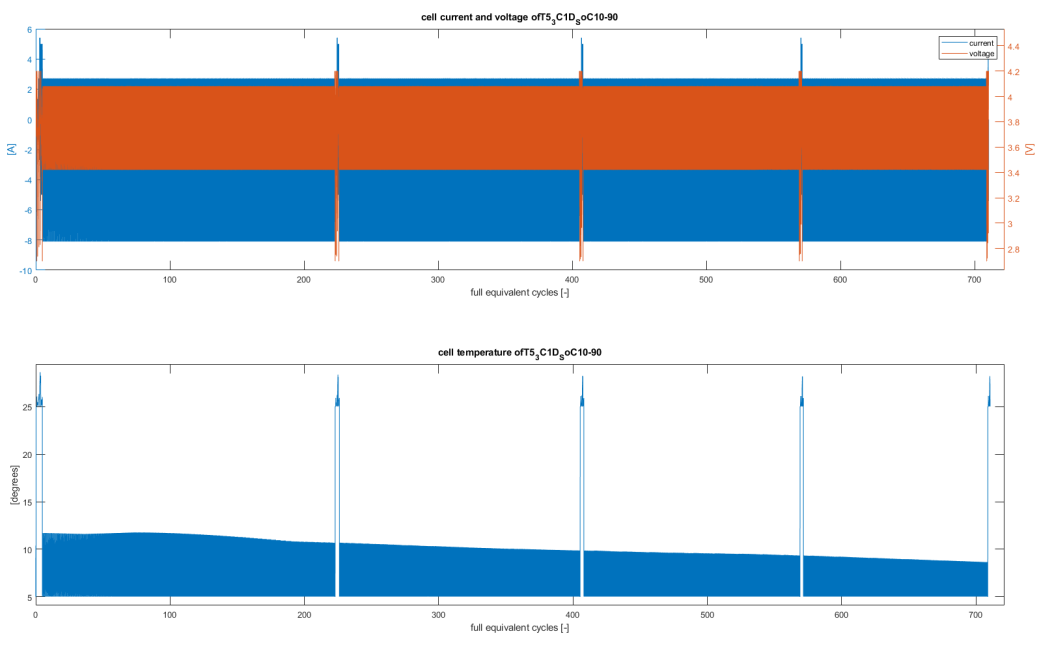 cell current and voltage ofT5₃C1DₛoC10-90
6
4
2
0
-2
-4
-6
-8
-10
[A]
current
voltage
4.4
4.2
4
3.8
3.6
3.4
3.2
3
2.8
[V]
0 100 200 300 400 500 600 700
full equivalent cycles [-]
cell temperature ofT5₃C1DₛoC10-90
25
20
15
10
5
[degrees]
0 100 200 300 400 500 600 700
full equivalent cycles [-]